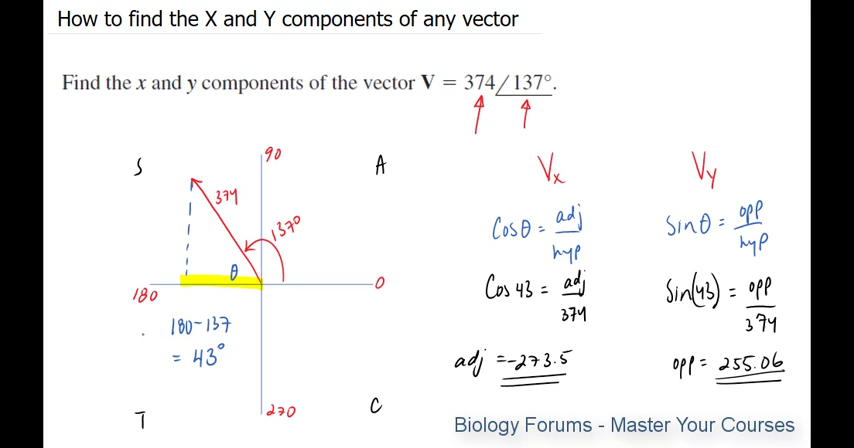 How to find the X and Y components of any vector
Find the x and y components of the vector V = 374/137°.
S
90
A
374
137°
θ
180
0
180-137
= 43°
T
270
C
Vx
Cosθ = adj/hyp
Cos 43 = adj/374
adj = -273.5
Vy
Sinθ = opp/hyp
Sin(43) = opp/374
opp = 255.06
Biology Forums - Master Your Courses